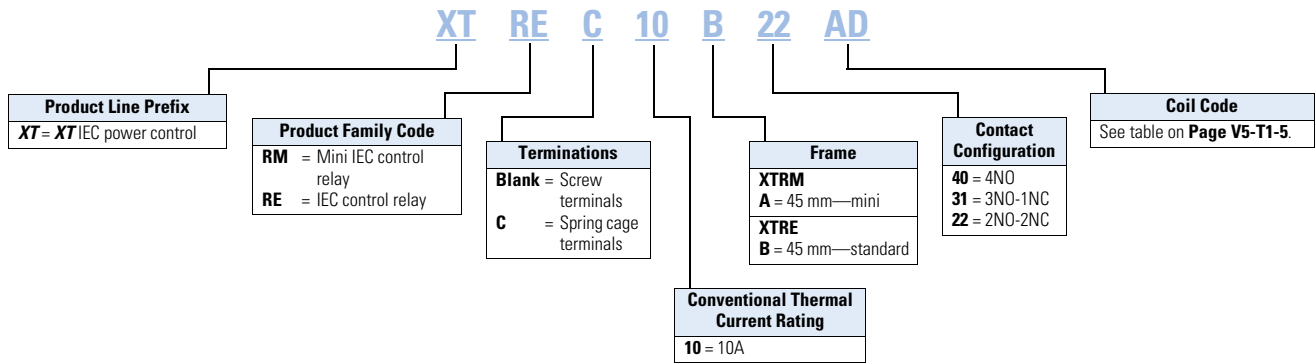 XT RE C 10 B 22 AD
Product Line Prefix
XT = XT IEC power control
Product Family Code
RM = Mini IEC control
relay
RE = IEC control relay
Terminations
Blank = Screw
terminals
C = Spring cage
terminals
Conventional Thermal
Current Rating
10 = 10A
Frame
XTRM
A = 45 mm—mini
XTRE
B = 45 mm—standard
Contact
Configuration
40 = 4NO
31 = 3NO-1NC
22 = 2NO-2NC
Coil Code
See table on Page V5-T1-5.